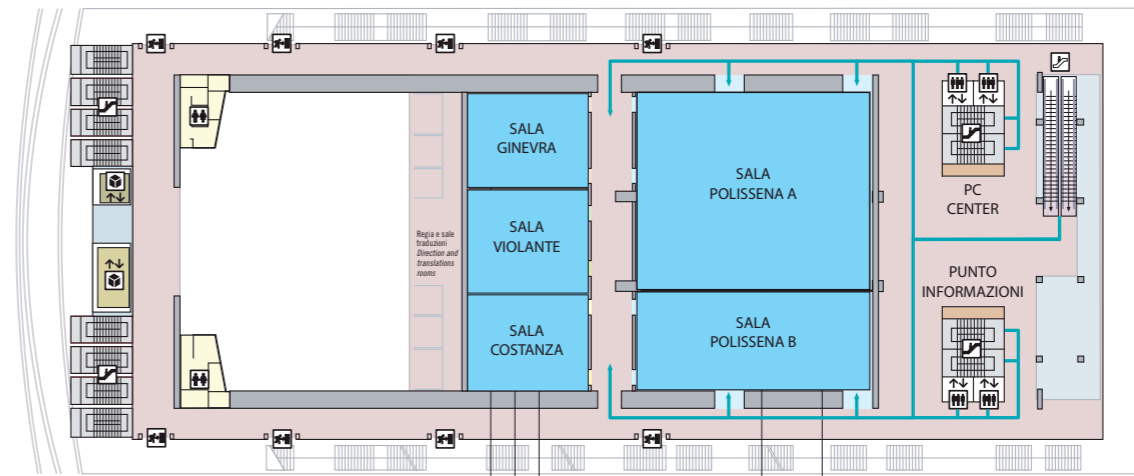 SALA
GINEVRA
SALA
VIOLANTE
SALA
COSTANZA
Regia e sale
traduzioni
Direction and
translations
rooms
SALA
POLISSENA A
SALA
POLISSENA B
PC
CENTER
PUNTO
INFORMAZIONI